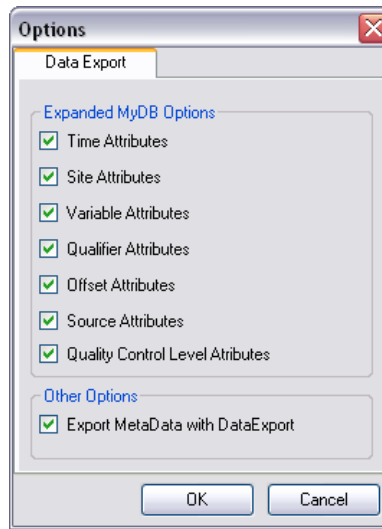 Options
Data Export
Expanded MyDB Options
Time Attributes
Site Attributes
Variable Attributes
Qualifier Attributes
Offset Attributes
Source Attributes
Quality Control Level Atributes
Other Options
Export MetaData with DataExport
OK
Cancel